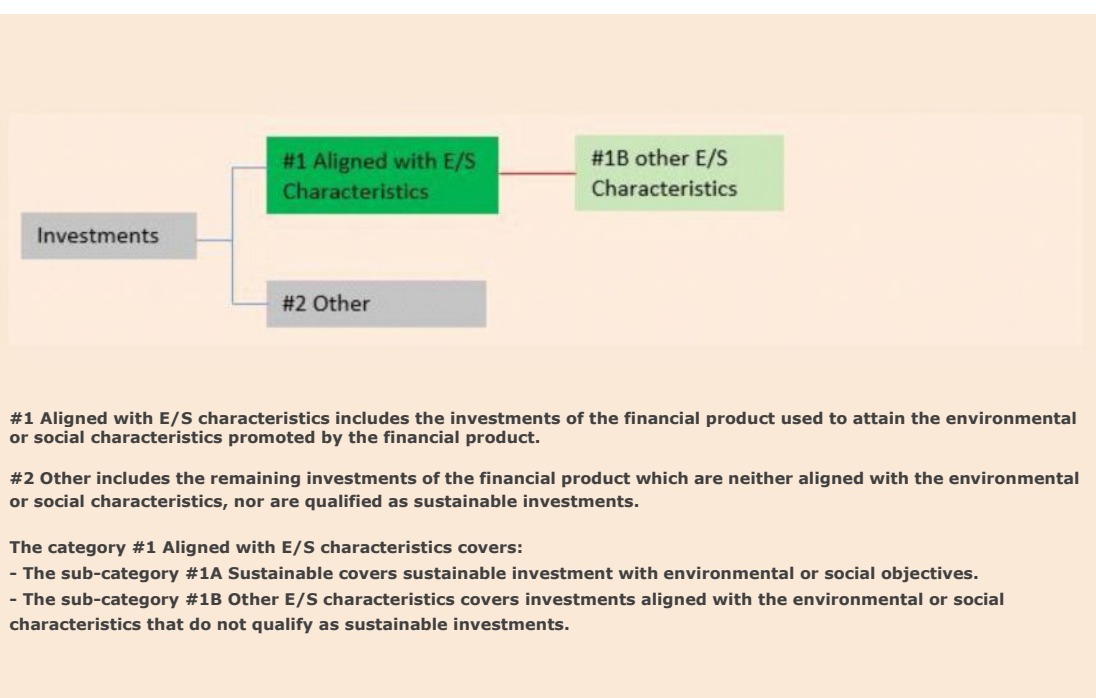 #1 Aligned with E/S
Characteristics
#1B other E/S
Characteristics
Investments
#2 Other
#1 Aligned with E/S characteristics includes the investments of the financial product used to attain the environmental
or social characteristics promoted by the financial product.
#2 Other includes the remaining investments of the financial product which are neither aligned with the environmental
or social characteristics, nor are qualified as sustainable investments.
The category #1 Aligned with E/S characteristics covers:
- The sub-category #1A Sustainable covers sustainable investment with environmental or social objectives.
- The sub-category #1B Other E/S characteristics covers investments aligned with the environmental or social
characteristics that do not qualify as sustainable investments.